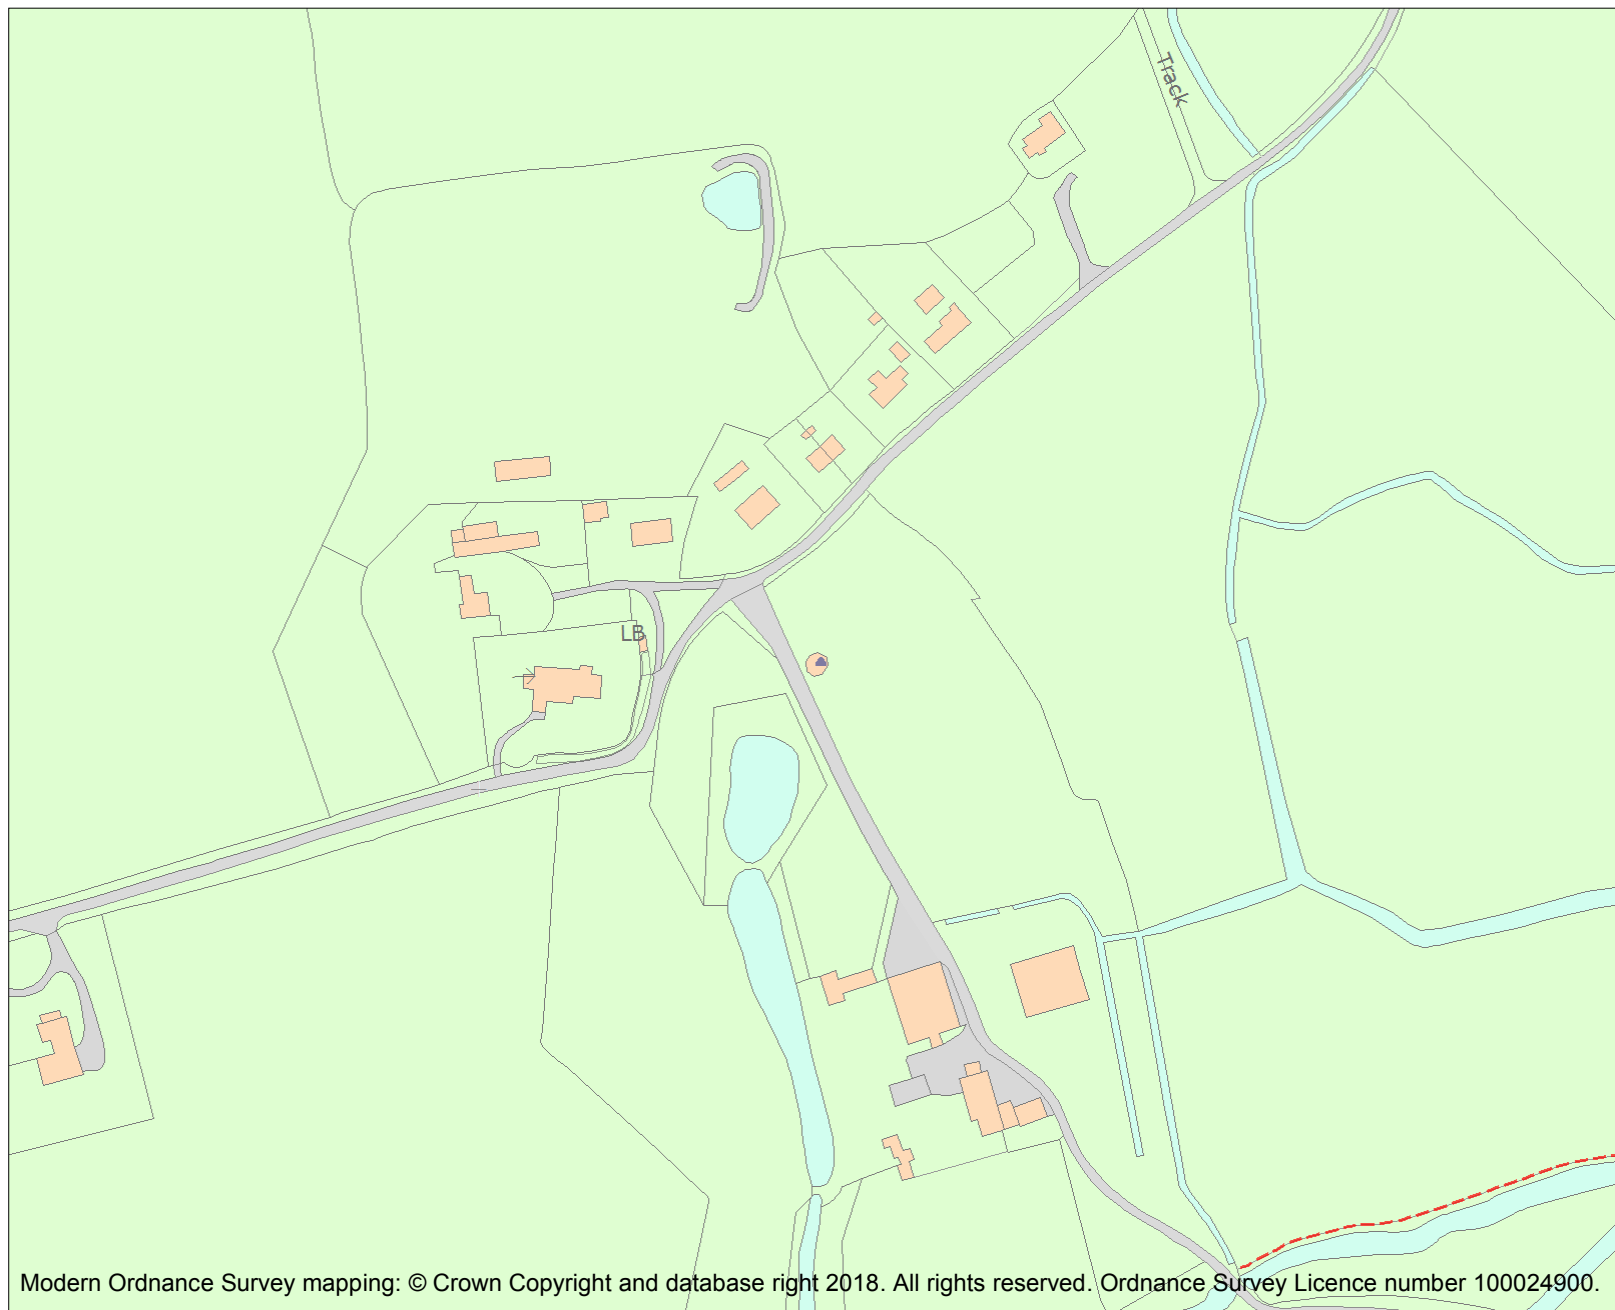 Track
LB
Modern Ordnance Survey mapping: © Crown Copyright and database right 2018. All rights reserved. Ordnance Survey Licence number 100024900.